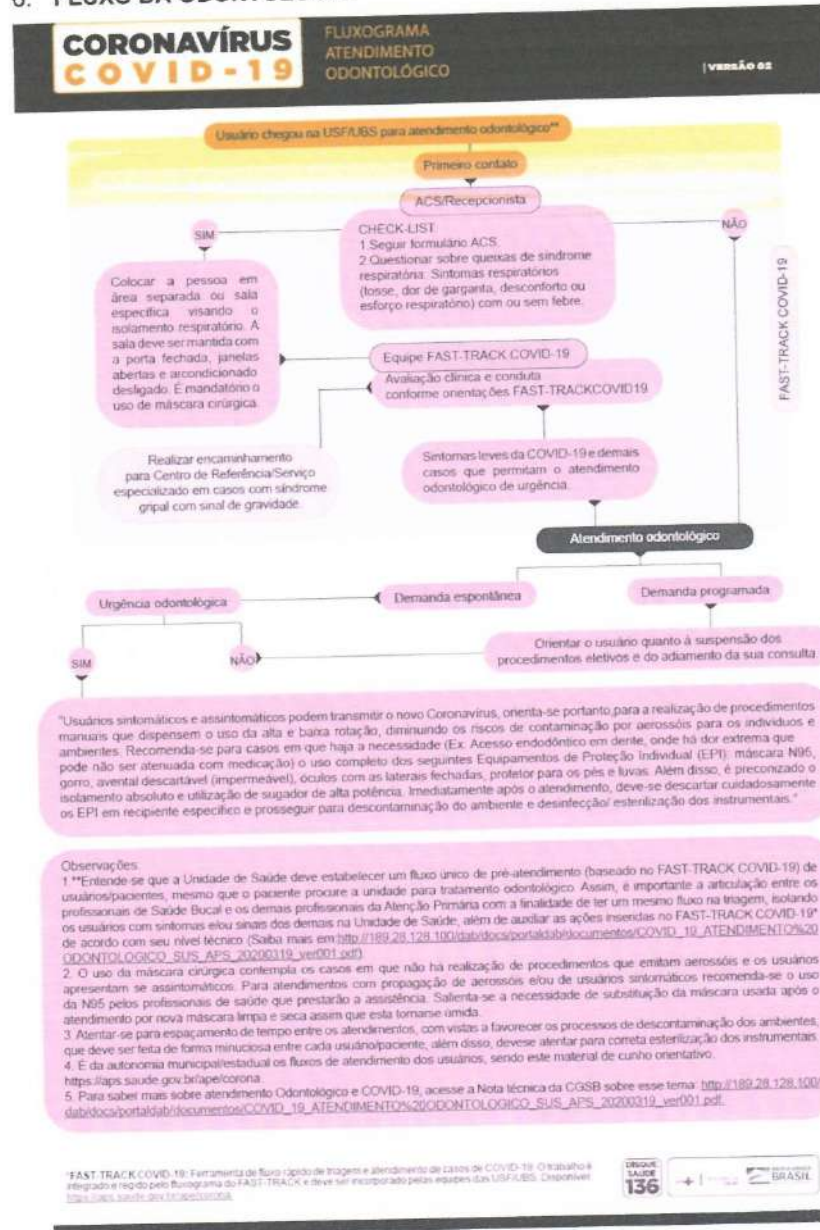 6. FLUXO DA ODONTOLOGIA
CORONAVÍRUS
COVID-19
FLUXOGRAMA
ATENDIMENTO
ODONTOLÓGICO
| VERSÃO 02
Usuário chegou na USF/UBS para atendimento odontológico**
Primeiro contato
ACS/Recepcionista
SIM
NÃO
CHECK-LIST
1.Seguir formulário ACS.
2.Questionar sobre queixas de síndrome
respiratória: Sintomas respiratórios
(tosse, dor de garganta, desconforto ou
esforço respiratório) com ou sem febre.
Colocar a pessoa em
área separada ou sala
específica visando o
isolamento respiratório. A
sala deve ser mantida com
a porta fechada, janelas
abertas e arcondicionado
desligado. É mandatório o
uso de máscara cirúrgica.
FAST-TRACK COVID-19
Equipe FAST-TRACK COVID-19
Avaliação clínica e conduta
conforme orientações FAST-TRACKCOVID19
Realizar encaminhamento
para Centro de Referência/Serviço
especializado em casos com síndrome
gripal com sinal de gravidade.
Sintomas leves da COVID-19 e demais
casos que permitam o atendimento
odontológico de urgência.
Atendimento odontológico
Urgência odontológica
Demanda espontânea
Demanda programada
SIM
NÃO
Orientar o usuário quanto à suspensão dos
procedimentos eletivos e do adiamento da sua consulta.
"Usuários sintomáticos e assintomáticos podem transmitir o novo Coronavírus, orienta-se portanto,para a realização de procedimentos
manuais que dispensem o uso da alta e baixa rotação, diminuindo os riscos de contaminação por aerossóis para os indivíduos e
ambientes. Recomenda-se para casos em que haja a necessidade (Ex. Acesso endodôntico em dente, onde há dor extrema que
pode não ser atenuada com medicação) o uso completo dos seguintes Equipamentos de Proteção Individual (EPI): máscara N95,
gorro, avental descartável (impermeável), óculos com as laterais fechadas, protetor para os pés e luvas. Além disso, é preconizado o
isolamento absoluto e utilização de sugador de alta potência. Imediatamente após o atendimento, deve-se descartar cuidadosamente
os EPI em recipiente específico e prosseguir para descontaminação do ambiente e desinfecção/ esterilização dos instrumentais."
Observações:
1.**Entende-se que a Unidade de Saúde deve estabelecer um fluxo único de pré-atendimento (baseado no FAST-TRACK COVID-19) de
usuários/pacientes, mesmo que o paciente procure a unidade para tratamento odontológico. Assim, é importante a articulação entre os
profissionais de Saúde Bucal e os demais profissionais da Atenção Primária com a finalidade de ter um mesmo fluxo na triagem, isolando
os usuários com sintomas e/ou sinais dos demais na Unidade de Saúde, além de auxiliar as ações inseridas no FAST-TRACK COVID-19*
de acordo com seu nível técnico (Saiba mais em:http://189.28.128.100/dab/docs/portaldab/documentos/COVID_19_ATENDIMENTO%20
ODONTOLOGICO_SUS_APS_20200319_ver001.pdf)
2. O uso da máscara cirúrgica contempla os casos em que não há realização de procedimentos que emitam aerossóis e os usuários
apresentam se assintomáticos. Para atendimentos com propagação de aerossóis e/ou de usuários sintomáticos recomenda-se o uso
da N95 pelos profissionais de saúde que prestarão a assistência. Salienta-se a necessidade de substituição da máscara usada após o
atendimento por nova máscara limpa e seca assim que esta tornarse úmida.
3. Atentar-se para espaçamento de tempo entre os atendimentos, com vistas a favorecer os processos de descontaminação dos ambientes,
que deve ser feita de forma minuciosa entre cada usuário/paciente, além disso, devese atentar para correta esterilização dos instrumentais.
4. É da autonomia municipal/estadual os fluxos de atendimento dos usuários, sendo este material de cunho orientativo.
https://aps.saude.gov.br/ape/corona.
5. Para saber mais sobre atendimento Odontológico e COVID-19, acesse a Nota técnica da CGSB sobre esse tema: http://189.28.128.100/
dab/docs/portaldab/documentos/COVID_19_ATENDIMENTO%20ODONTOLOGICO_SUS_APS_20200319_ver001.pdf.
*FAST-TRACK COVID-19: Ferramenta de fluxo rápido de triagem e atendimento de casos de COVID-19. O trabalho é
integrado e regido pelo fluxograma do FAST-TRACK e deve ser incorporado pelas equipes das USF/UBS. Disponível:
https://aps.saude.gov.br/ape/corona.
DISQUE
SAÚDE
136
BRASIL